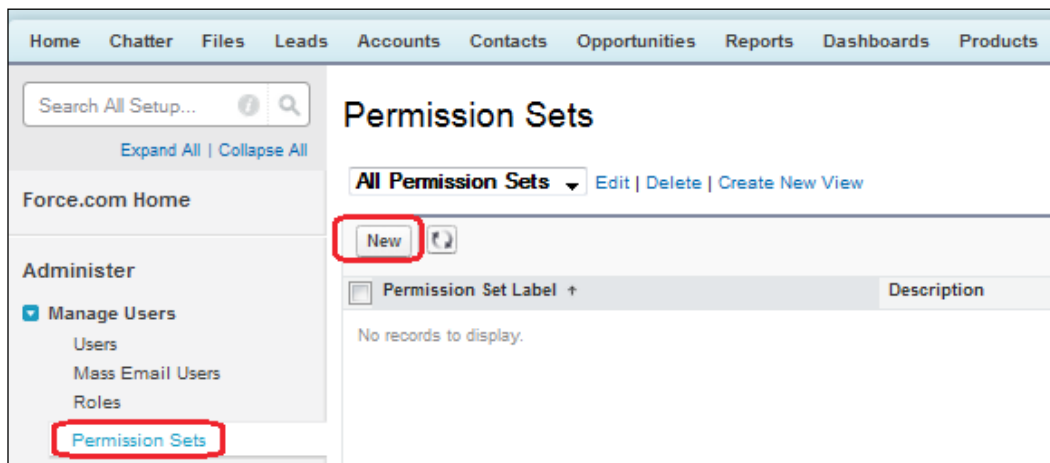 Home Chatter Files Leads Accounts Contacts Opportunities Reports Dashboards Products
Search All Setup...
Expand All | Collapse All
Force.com Home
Administer
Manage Users
Users
Mass Email Users
Roles
Permission Sets
Permission Sets
All Permission Sets Edit | Delete | Create New View
New
Permission Set Label ↑ Description
No records to display.